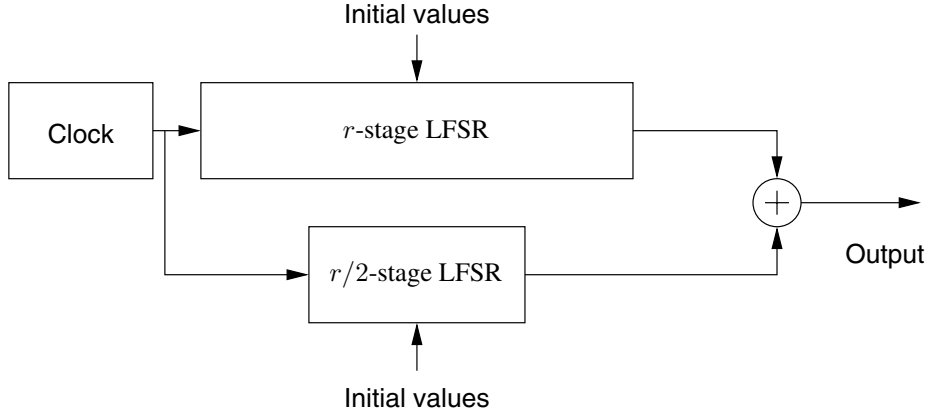 Initial values
Clock
r-stage LFSR
+
r/2-stage LFSR
Output
Initial values